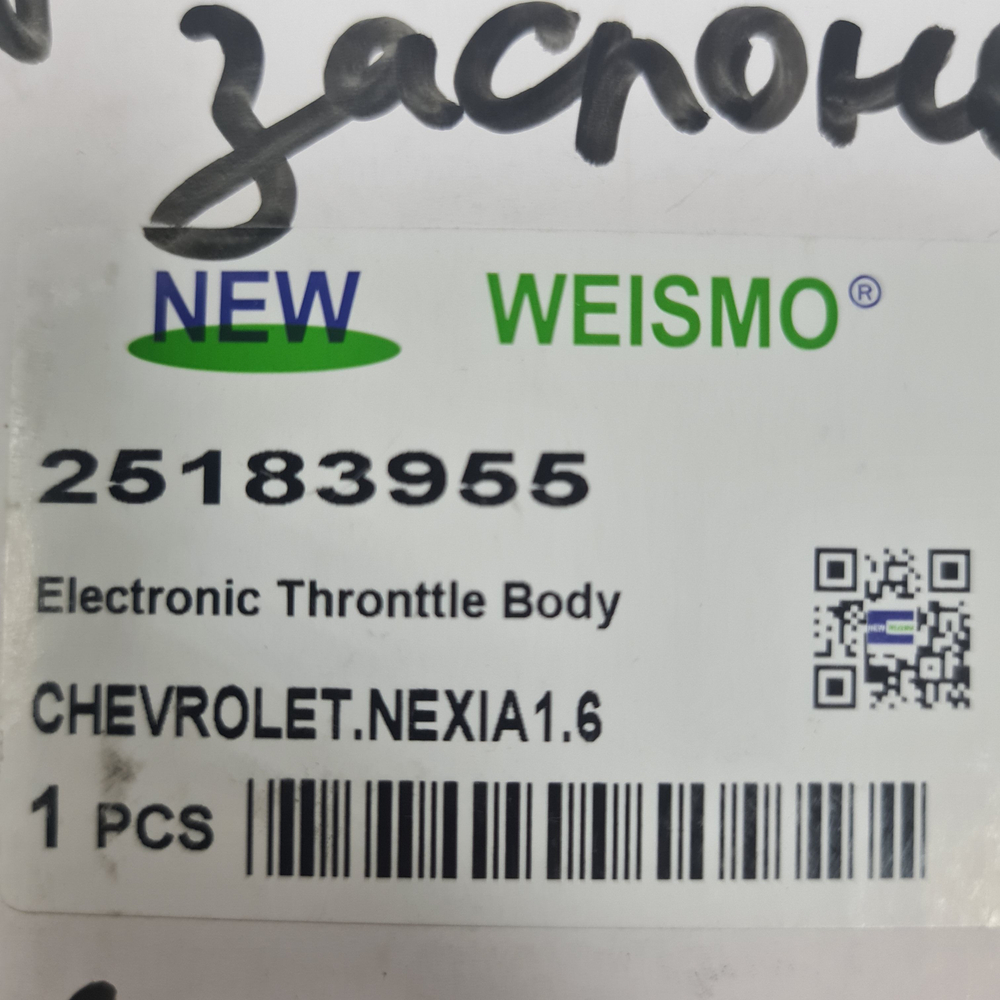 NEW WEISMO®
25183955
Electronic Thronttle Body
CHEVROLET.NEXIA1.6
1 PCS